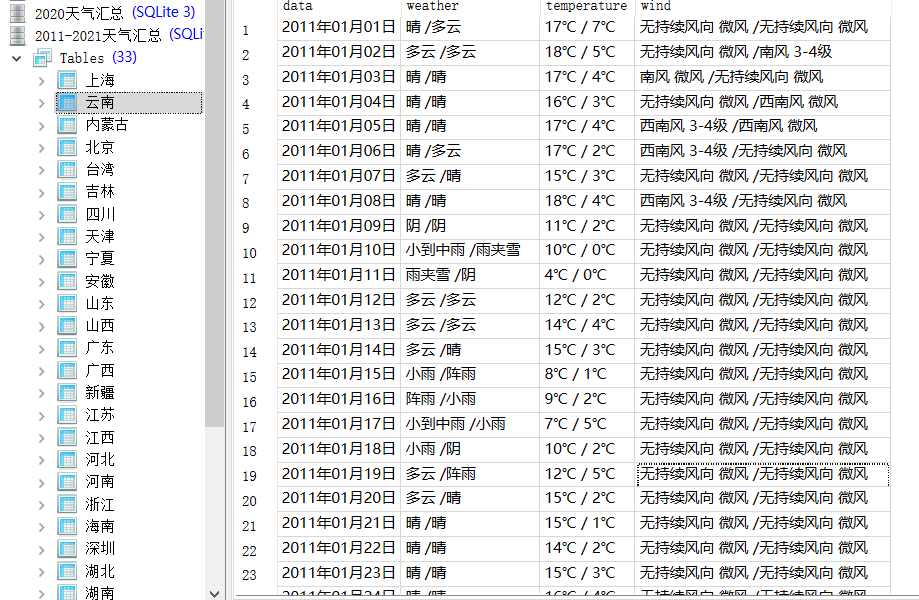 2020天气汇总 (SQLite 3)
2011-2021天气汇总 (SQLi
Tables (33)
上海
云南
内蒙古
北京
台湾
吉林
四川
天津
宁夏
安徽
山东
山西
广东
广西
新疆
江苏
江西
河北
河南
浙江
海南
深圳
湖北
湖南
data weather temperature wind
1 2011年01月01日 晴 /多云 17℃ / 7℃ 无持续风向 微风 /无持续风向 微风
2 2011年01月02日 多云 /多云 18℃ / 5℃ 无持续风向 微风 /南风 3-4级
3 2011年01月03日 晴 /晴 17℃ / 4℃ 南风 微风 /无持续风向 微风
4 2011年01月04日 晴 /晴 16℃ / 3℃ 无持续风向 微风 /西南风 微风
5 2011年01月05日 晴 /晴 17℃ / 4℃ 西南风 3-4级 /西南风 微风
6 2011年01月06日 晴 /多云 17℃ / 2℃ 西南风 3-4级 /无持续风向 微风
7 2011年01月07日 多云 /晴 15℃ / 3℃ 无持续风向 微风 /无持续风向 微风
8 2011年01月08日 晴 /晴 18℃ / 4℃ 西南风 3-4级 /无持续风向 微风
9 2011年01月09日 阴 /阴 11℃ / 2℃ 无持续风向 微风 /无持续风向 微风
10 2011年01月10日 小到中雨 /雨夹雪 10℃ / 0℃ 无持续风向 微风 /无持续风向 微风
11 2011年01月11日 雨夹雪 /阴 4℃ / 0℃ 无持续风向 微风 /无持续风向 微风
12 2011年01月12日 多云 /多云 12℃ / 2℃ 无持续风向 微风 /无持续风向 微风
13 2011年01月13日 多云 /多云 14℃ / 4℃ 无持续风向 微风 /无持续风向 微风
14 2011年01月14日 多云 /晴 15℃ / 3℃ 无持续风向 微风 /无持续风向 微风
15 2011年01月15日 小雨 /阵雨 8℃ / 1℃ 无持续风向 微风 /无持续风向 微风
16 2011年01月16日 阵雨 /小雨 9℃ / 2℃ 无持续风向 微风 /无持续风向 微风
17 2011年01月17日 小到中雨 /小雨 7℃ / 5℃ 无持续风向 微风 /无持续风向 微风
18 2011年01月18日 小雨 /阴 10℃ / 2℃ 无持续风向 微风 /无持续风向 微风
19 2011年01月19日 多云 /阵雨 12℃ / 5℃ 无持续风向 微风 /无持续风向 微风
20 2011年01月20日 多云 /晴 15℃ / 2℃ 无持续风向 微风 /无持续风向 微风
21 2011年01月21日 晴 /晴 15℃ / 1℃ 无持续风向 微风 /无持续风向 微风
22 2011年01月22日 晴 /晴 14℃ / 2℃ 无持续风向 微风 /无持续风向 微风
23 2011年01月23日 晴 /晴 15℃ / 3℃ 无持续风向 微风 /无持续风向 微风